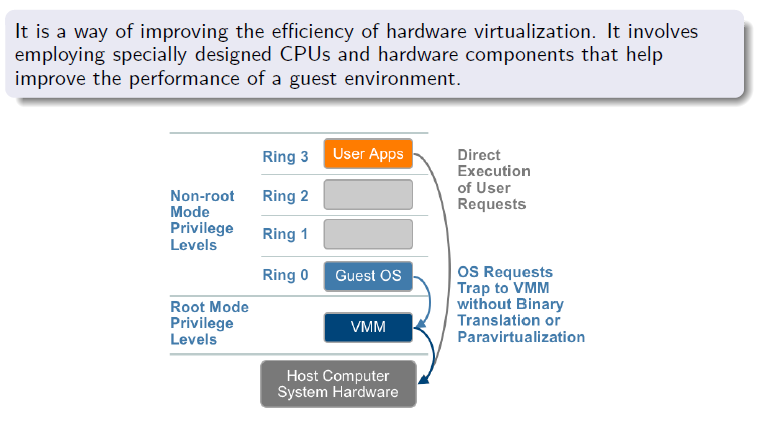 It is a way of improving the efficiency of hardware virtualization. It involves
employing specially designed CPUs and hardware components that help
improve the performance of a guest environment.
Ring 3
User Apps
Direct
Execution
of User
Requests
Non-root
Mode
Privilege
Levels
Ring 2
Ring 1
Ring 0
Guest OS
OS Requests
Trap to VMM
without Binary
Translation or
Paravirtualization
Root Mode
Privilege
Levels
VMM
Host Computer
System Hardware